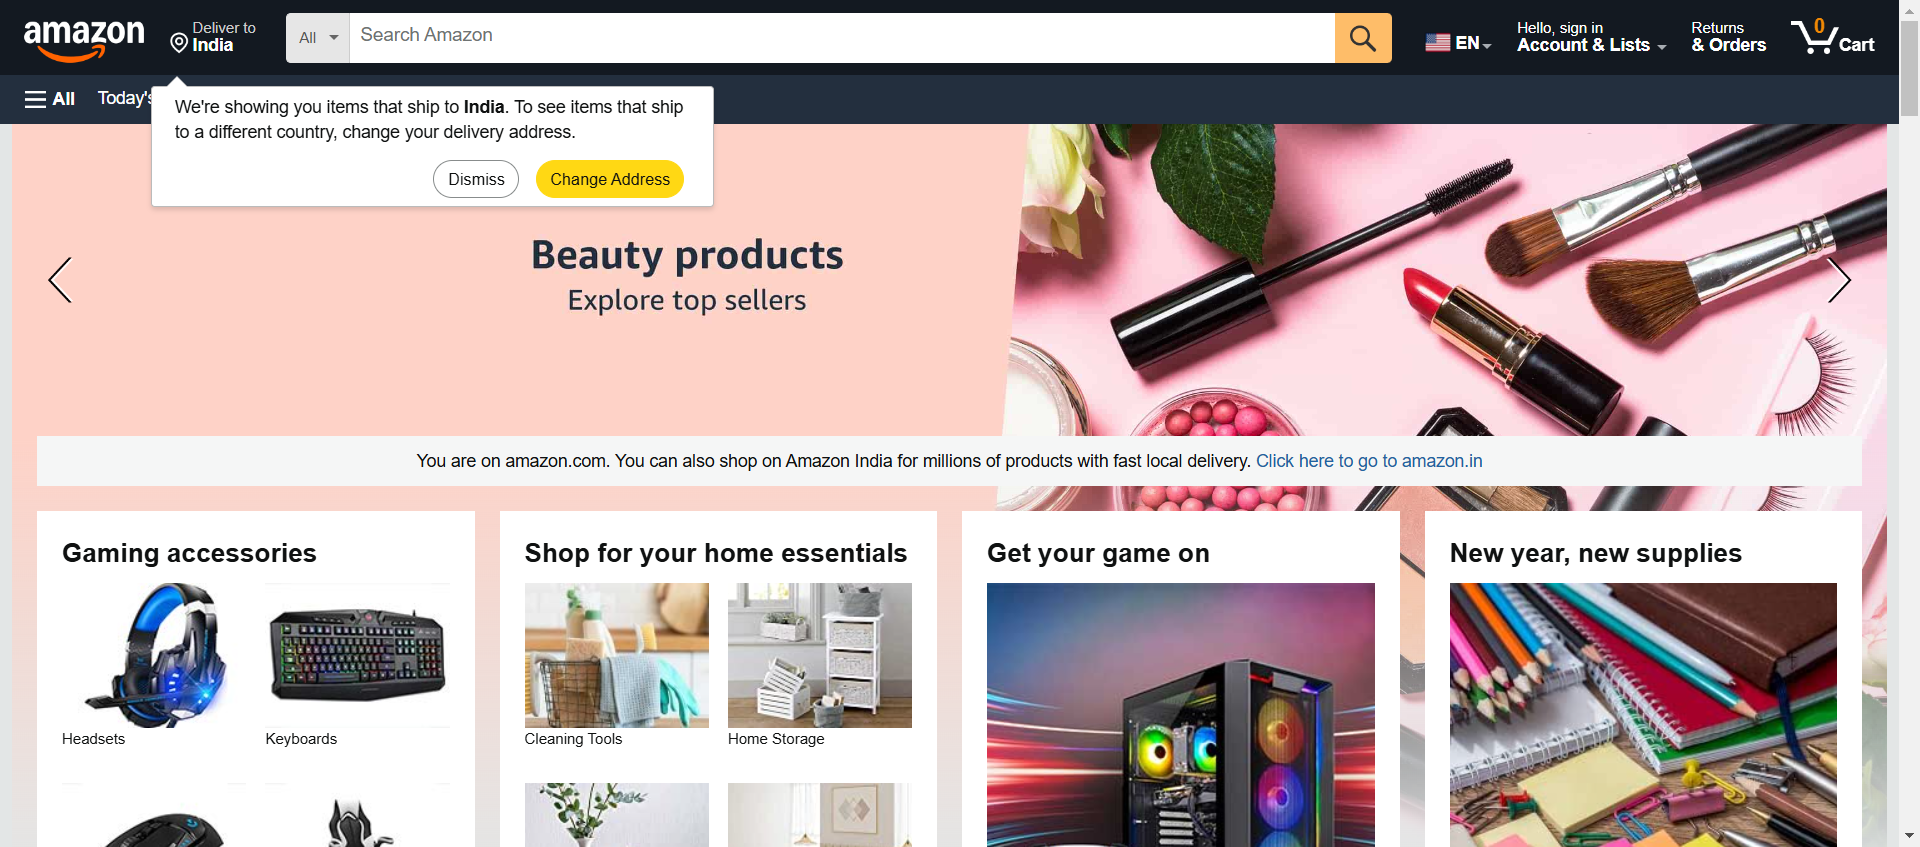 amazon
Deliver to
India
All
Search Amazon
EN
Hello, sign in
Account & Lists
Returns
& Orders
0
Cart
All
Today's
We're showing you items that ship to India. To see items that ship
to a different country, change your delivery address.
Dismiss
Change Address
Beauty products
Explore top sellers
You are on amazon.com. You can also shop on Amazon India for millions of products with fast local delivery. Click here to go to amazon.in
Gaming accessories
Headsets
Keyboards
Shop for your home essentials
Cleaning Tools
Home Storage
Get your game on
New year, new supplies